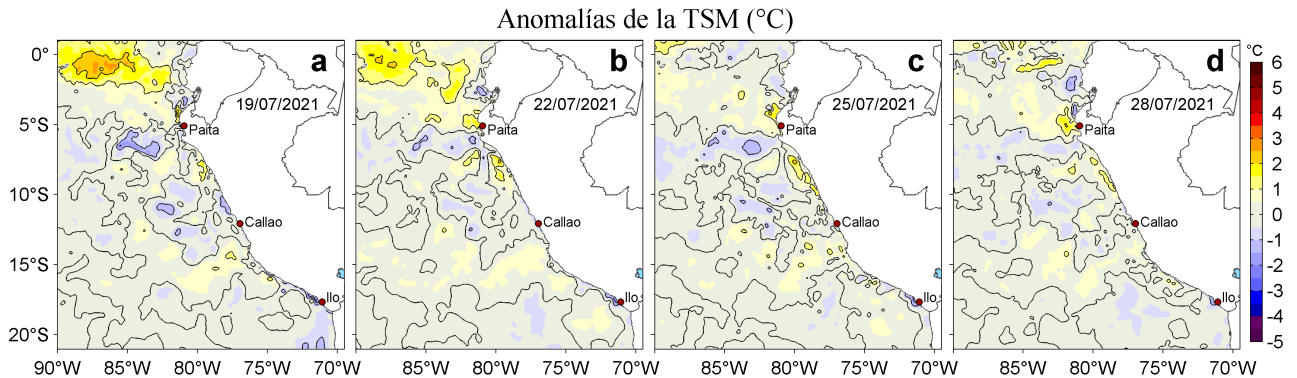 Anomalías de la TSM (°C)
a
b
c
d
19/07/2021
22/07/2021
25/07/2021
28/07/2021
0°
5°S
10°S
15°S
20°S
Paita
Callao
Ilo
Paita
Callao
Ilo
Paita
Callao
Ilo
Paita
Callao
Ilo
90°W 85°W 80°W 75°W 70°W
85°W 80°W 75°W 70°W
85°W 80°W 75°W 70°W
85°W 80°W 75°W 70°W
°C
6
5
4
3
2
1
0
-1
-2
-3
-4
-5